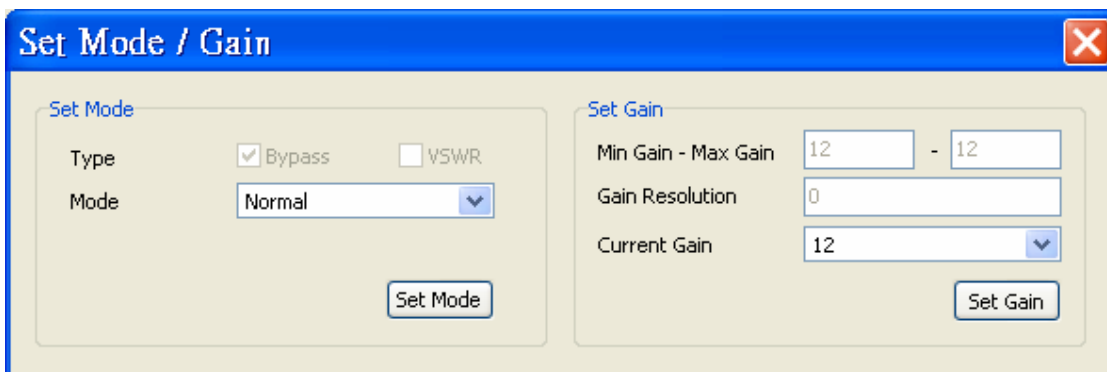 Set Mode / Gain
Set Mode
Type Bypass VSWR
Mode Normal
Set Mode
Set Gain
Min Gain - Max Gain 12 - 12
Gain Resolution 0
Current Gain 12
Set Gain